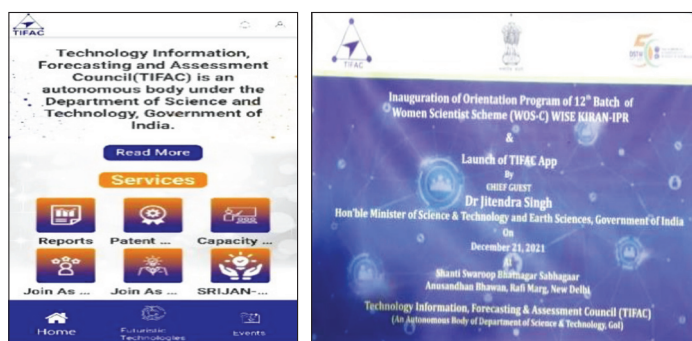 TIFAC
Technology Information,
Forecasting and Assessment
Council(TIFAC) is an
autonomous body under the
Department of Science and
Technology, Government of
India.
Read More
Services
Reports
Patent ...
Capacity ...
Join As ...
Join As ...
SRIJAN-...
Home
Futuristic
Technologies
Events
TIFAC
DST@
Inauguration of Orientation Program of 12th Batch of
Women Scientist Scheme (WOS-C) WISE KIRAN-IPR
&
Launch of TIFAC App
By
CHIEF GUEST
Dr Jitendra Singh
Hon'ble Minister of Science & Technology and Earth Sciences, Government of India
On
December 21, 2021
At
Shanti Swaroop Bhatnagar Sabhagaar
Anusandhan Bhawan, Rafi Marg, New Delhi
Technology Information, Forecasting & Assessment Council (TIFAC)
(An Autonomous Body of Department of Science & Technology, GoI)